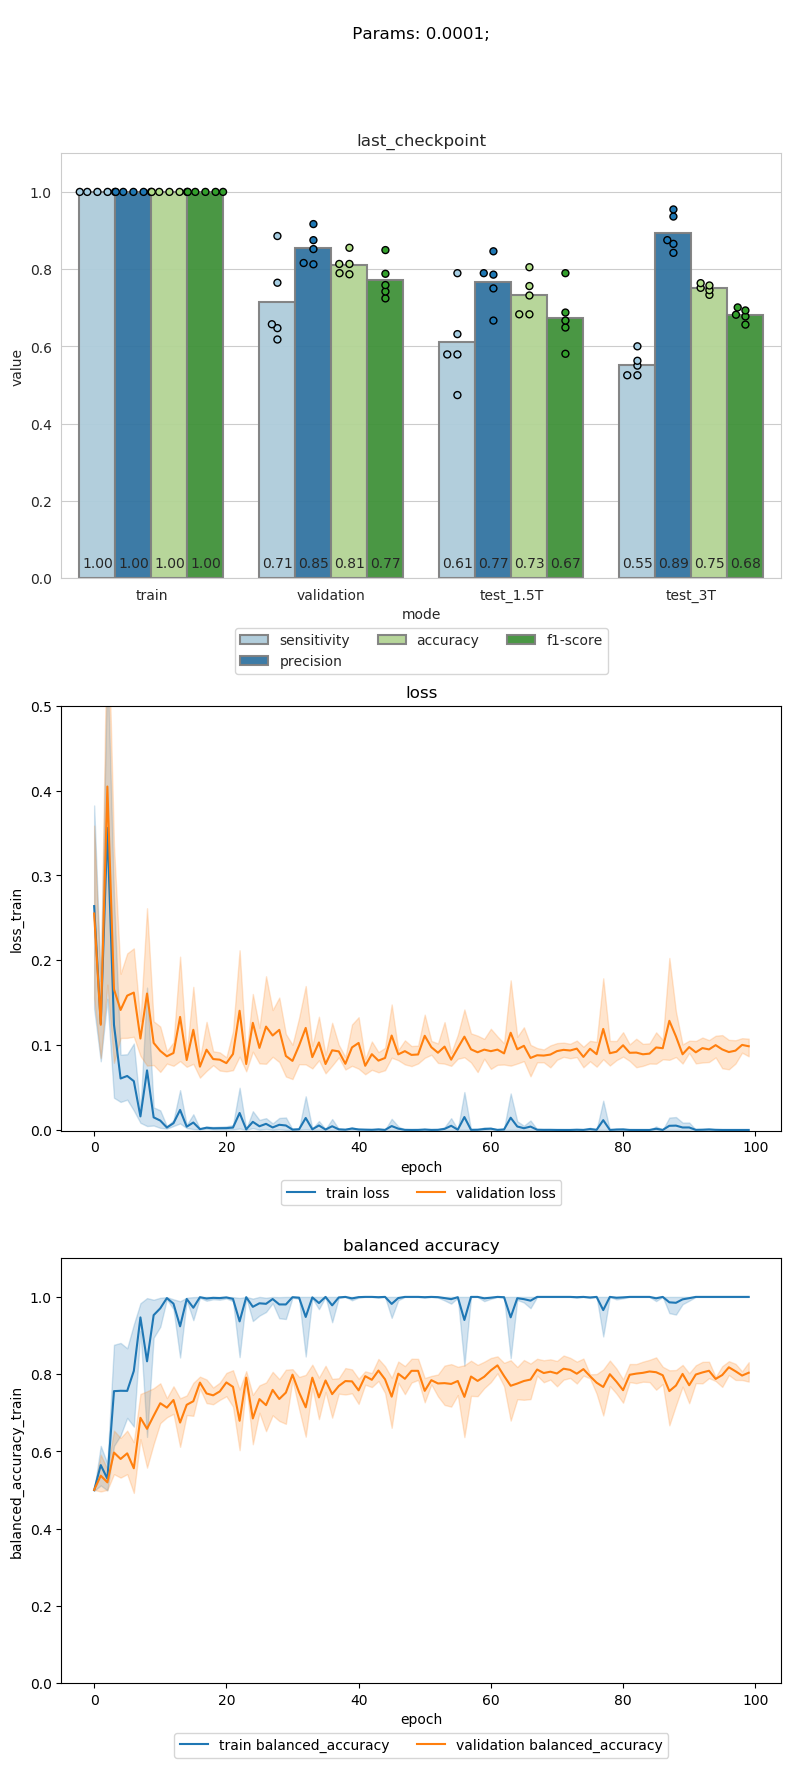 Params: 0.0001;
last_checkpoint
value
1.0
0.8
0.6
0.4
0.2
0.0
1.00 1.00 1.00 1.00 0.71 0.85 0.81 0.77 0.61 0.77 0.73 0.67 0.55 0.89 0.75 0.68
train validation test_1.5T test_3T
mode
sensitivity accuracy f1-score
precision
loss
loss_train
0.5
0.4
0.3
0.2
0.1
0.0
0 20 40 60 80 100
epoch
train loss validation loss
balanced accuracy
balanced_accuracy_train
1.0
0.8
0.6
0.4
0.2
0.0
0 20 40 60 80 100
epoch
train balanced_accuracy validation balanced_accuracy